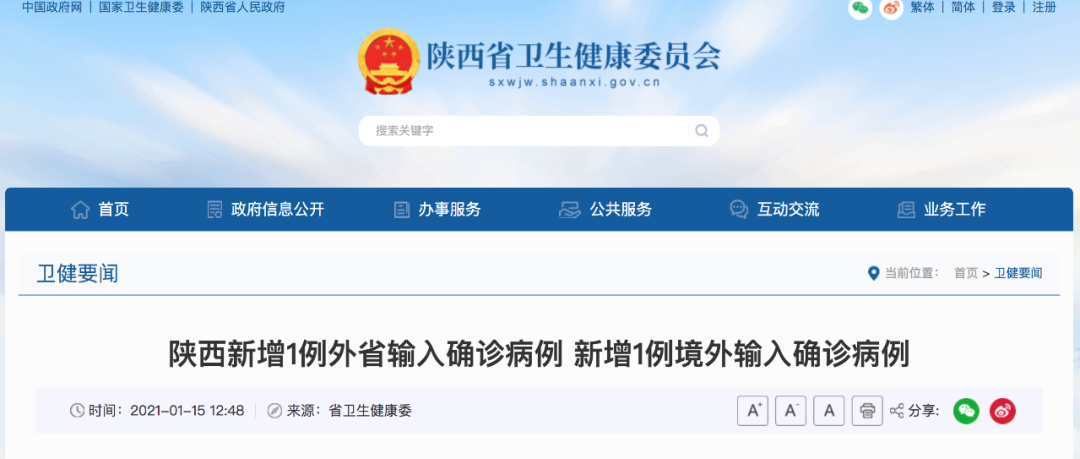 中国政府网 | 国家卫生健康委 | 陕西省人民政府 繁体 | 简体 | 登录 | 注册
陕西省卫生健康委员会
sxwjw.shaanxi.gov.cn
搜索关键字
首页 政府信息公开 办事服务 公共服务 互动交流 业务工作
卫健要闻 当前位置： 首页 > 卫健要闻
陕西新增1例外省输入确诊病例 新增1例境外输入确诊病例
时间：2021-01-15 12:48 来源：省卫生健康委 A+ A- A 分享: